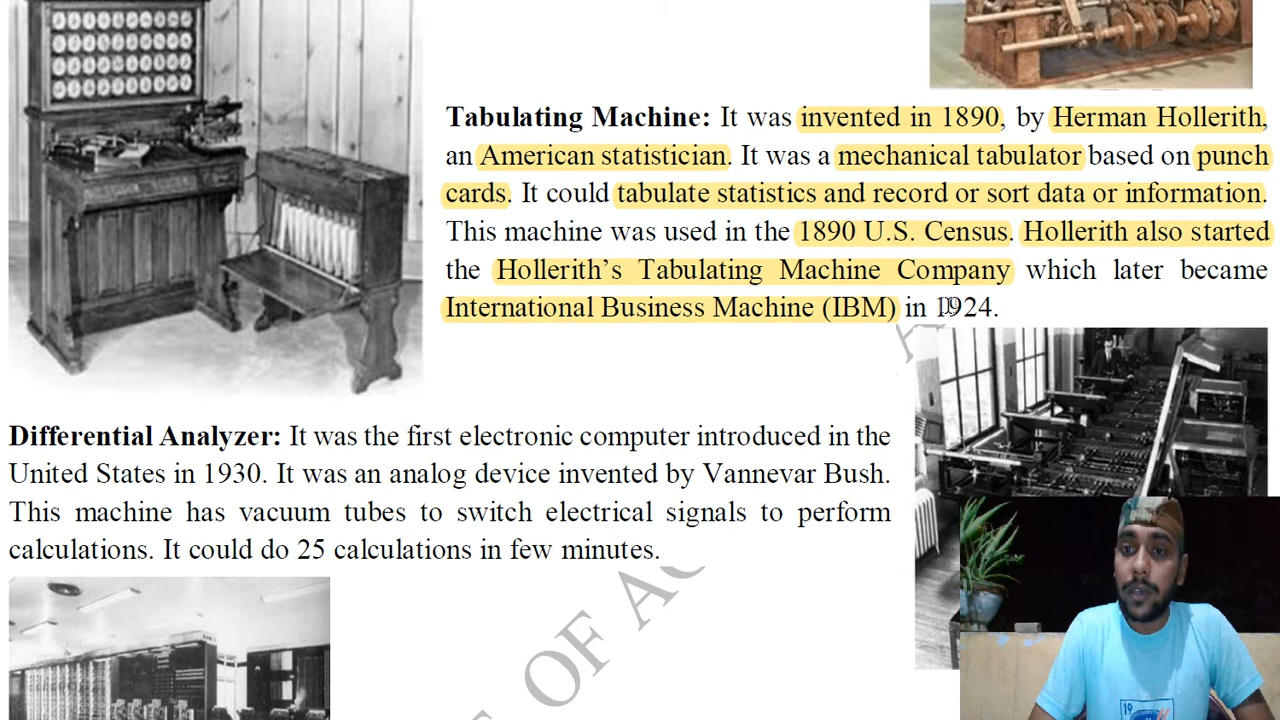 Tabulating Machine: It was invented in 1890, by Herman Hollerith,
an American statistician. It was a mechanical tabulator based on punch
cards. It could tabulate statistics and record or sort data or information.
This machine was used in the 1890 U.S. Census. Hollerith also started
the Hollerith’s Tabulating Machine Company which later became
International Business Machine (IBM) in 1924.
Differential Analyzer: It was the first electronic computer introduced in the
United States in 1930. It was an analog device invented by Vannevar Bush.
This machine has vacuum tubes to switch electrical signals to perform
calculations. It could do 25 calculations in few minutes.
OF
19